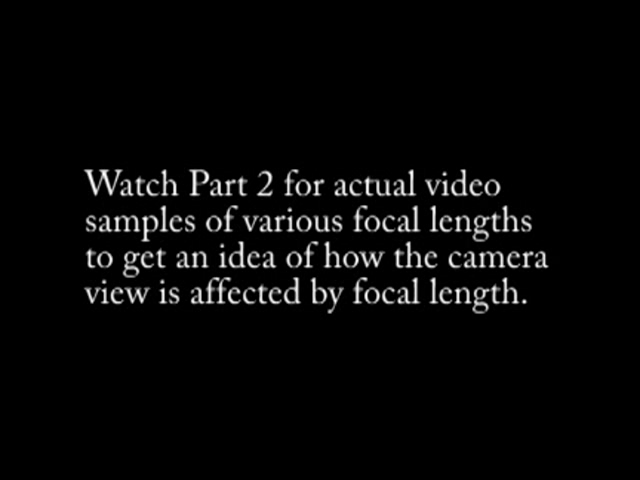 Watch Part 2 for actual video
samples of various focal lengths
to get an idea of how the camera
view is affected by focal length.